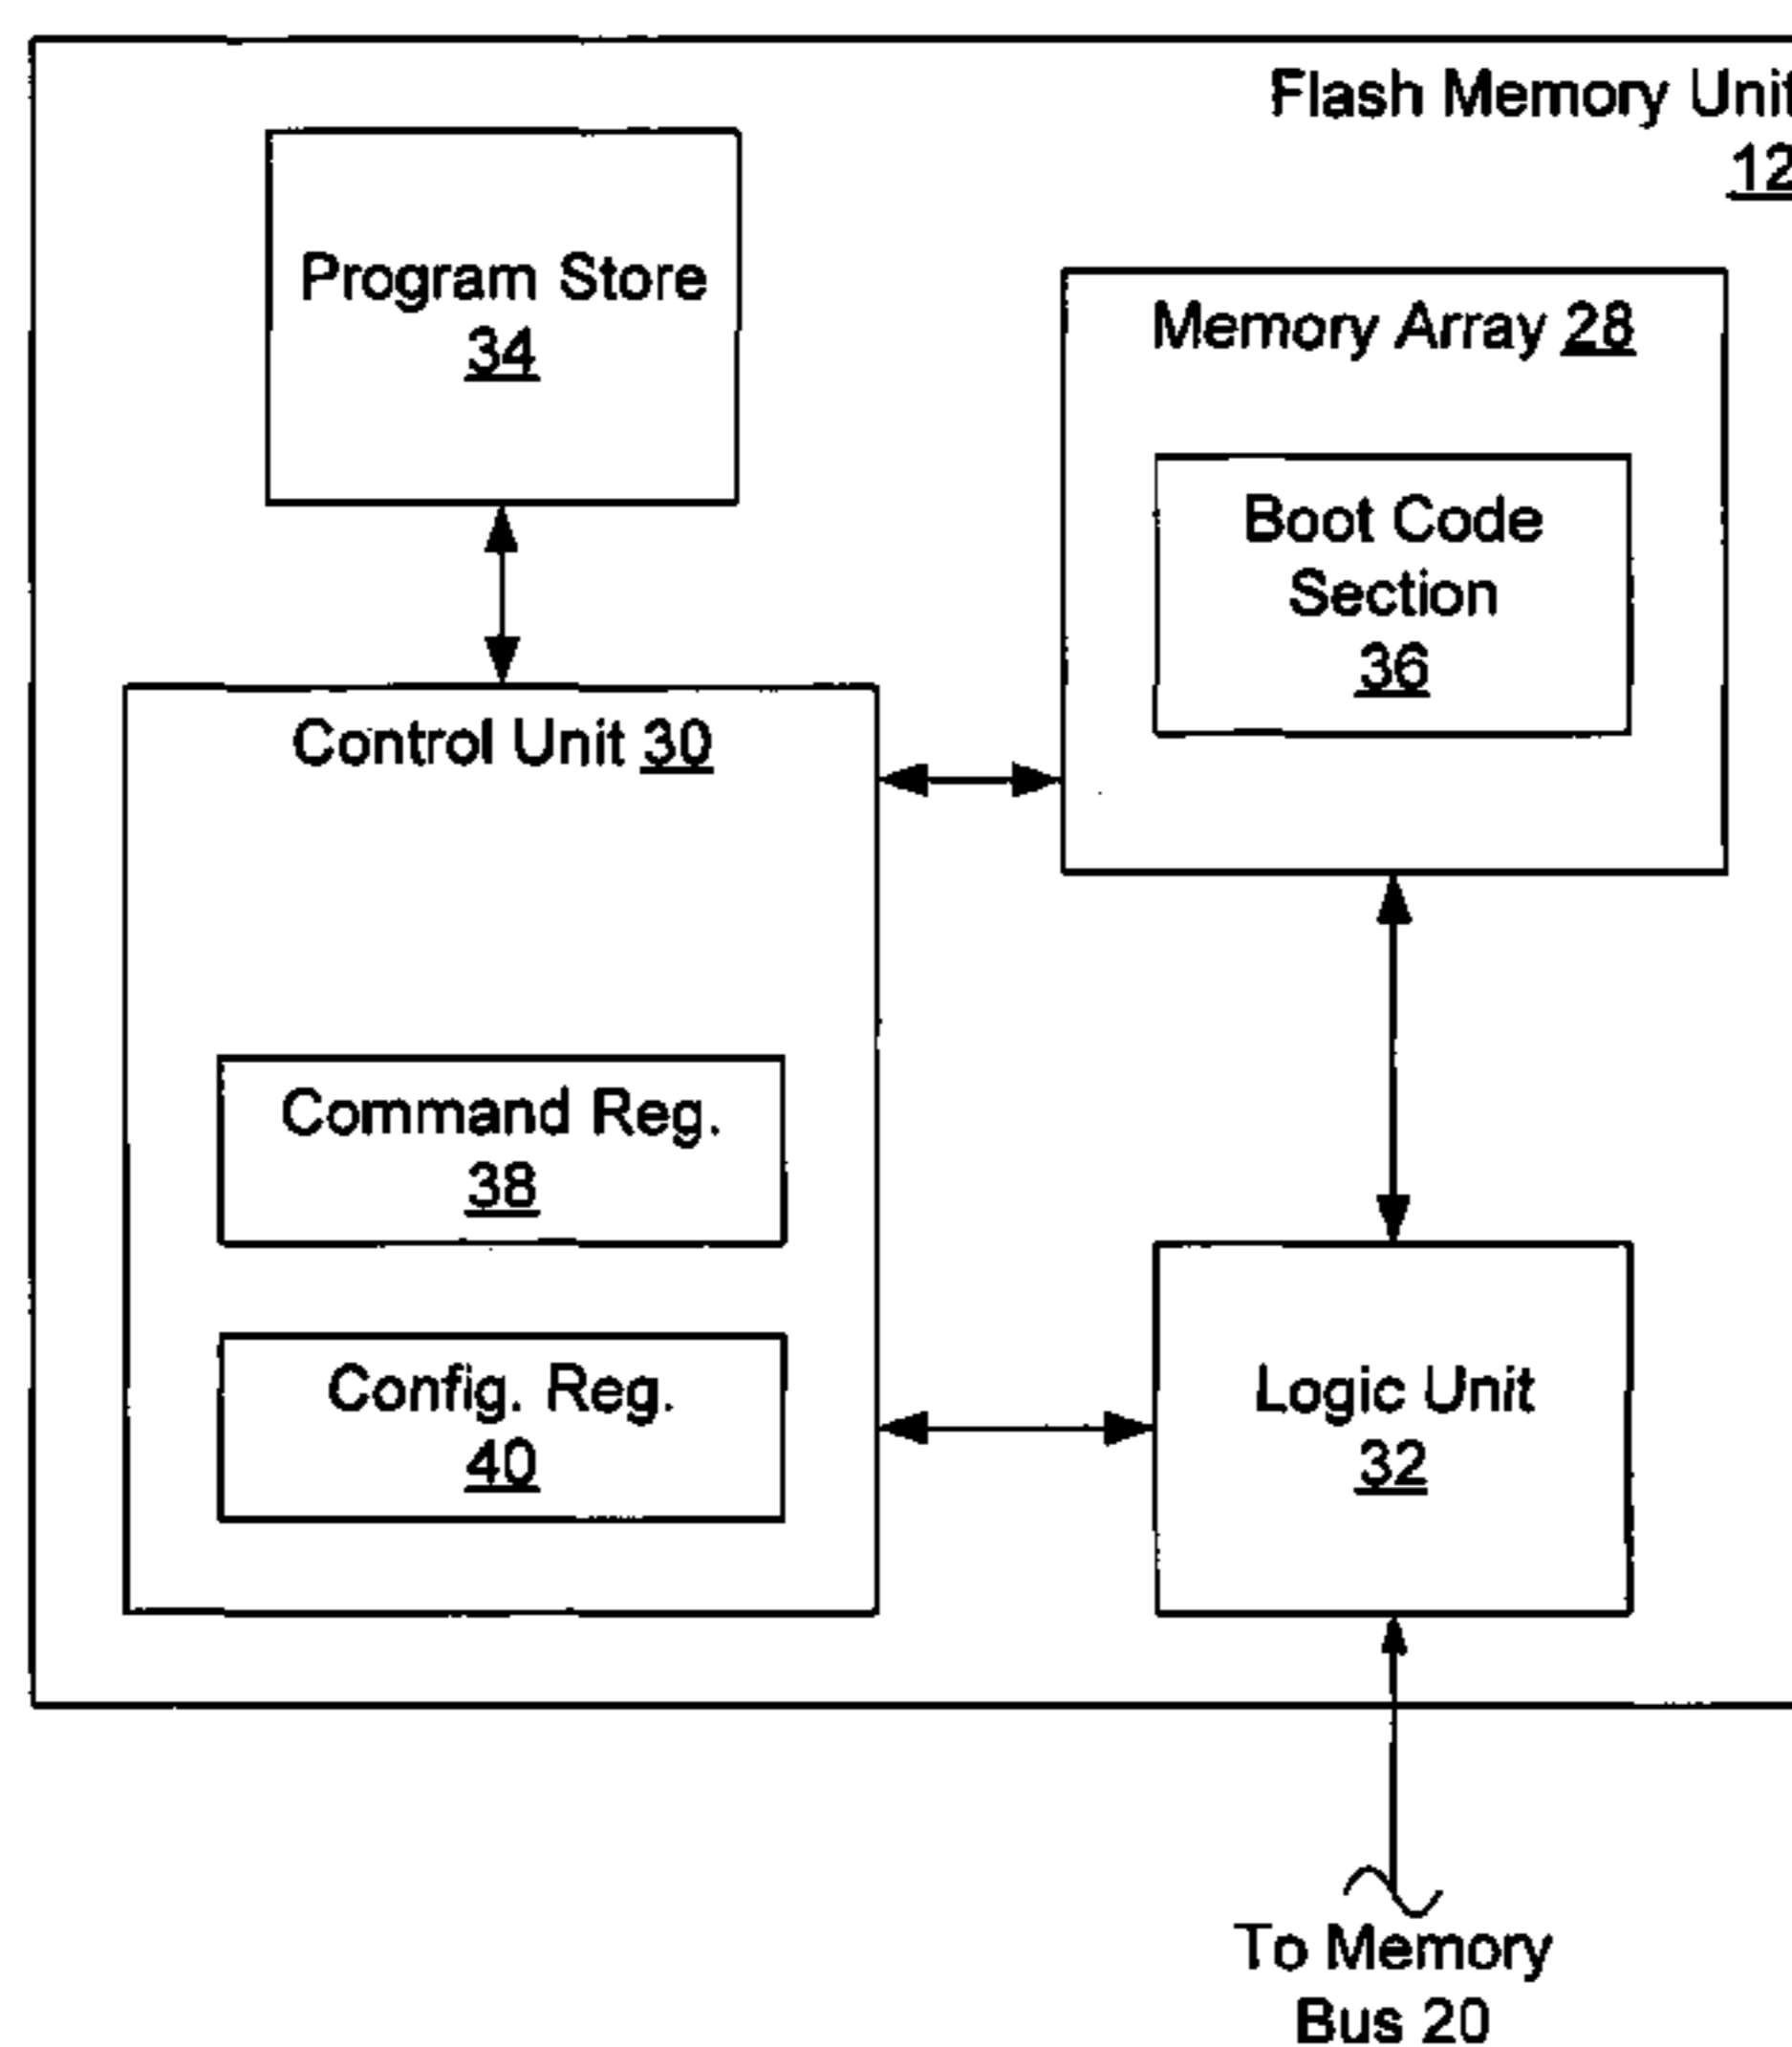 Flash Memory Unit
12
Program Store
34
Memory Array 28
Boot Code
Section
36
Control Unit 30
Command Reg.
38
Config. Reg.
40
Logic Unit
32
To Memory
Bus 20